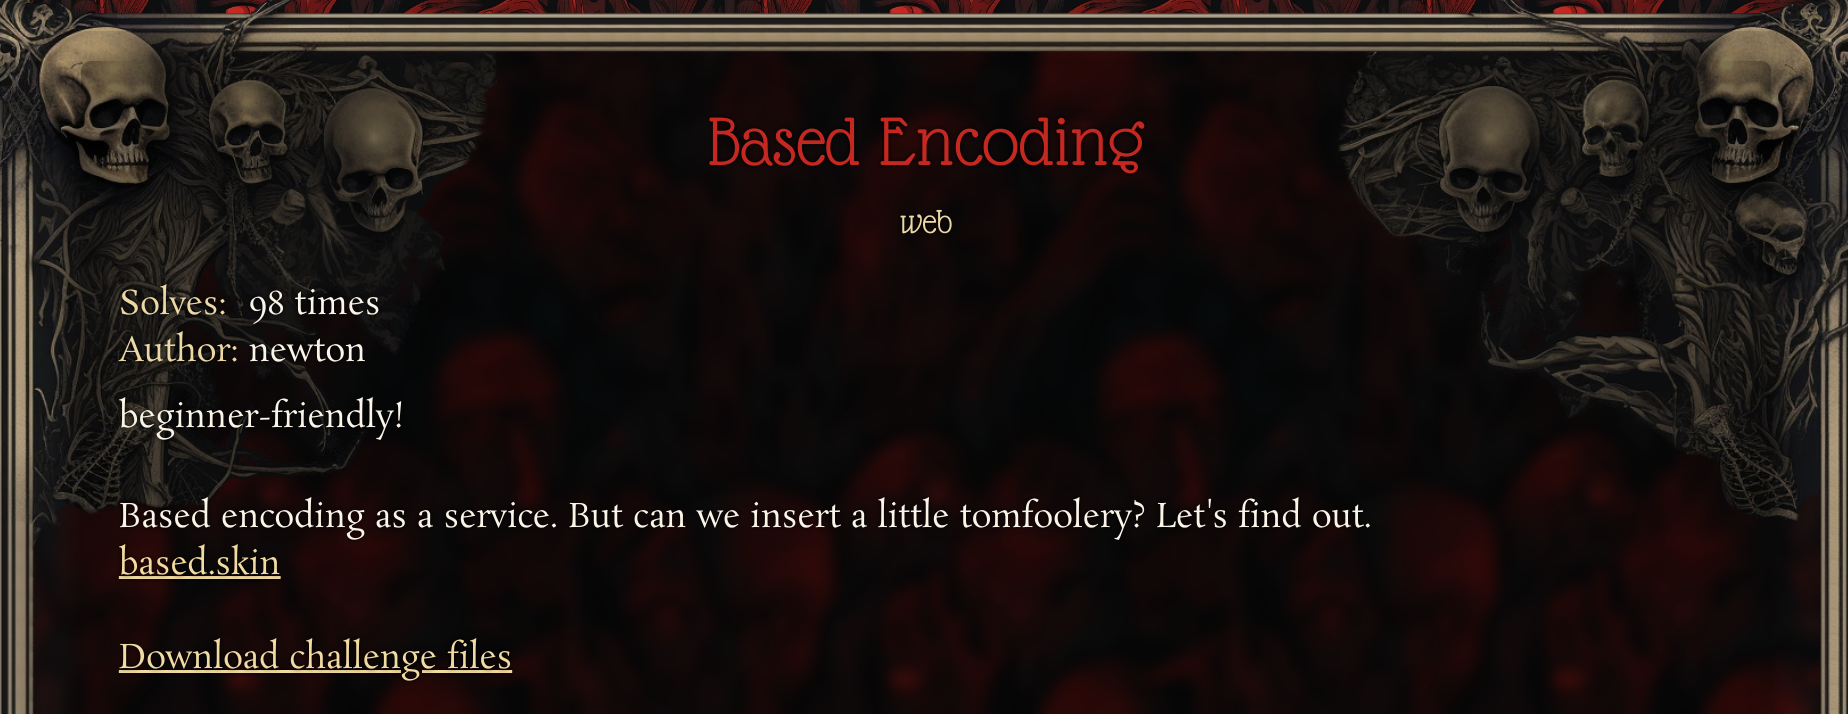 Based Encoding
web
Solves: 98 times
Author: newton
beginner-friendly!
Based encoding as a service. But can we insert a little tomfoolery? Let's find out.
based.skin
Download challenge files